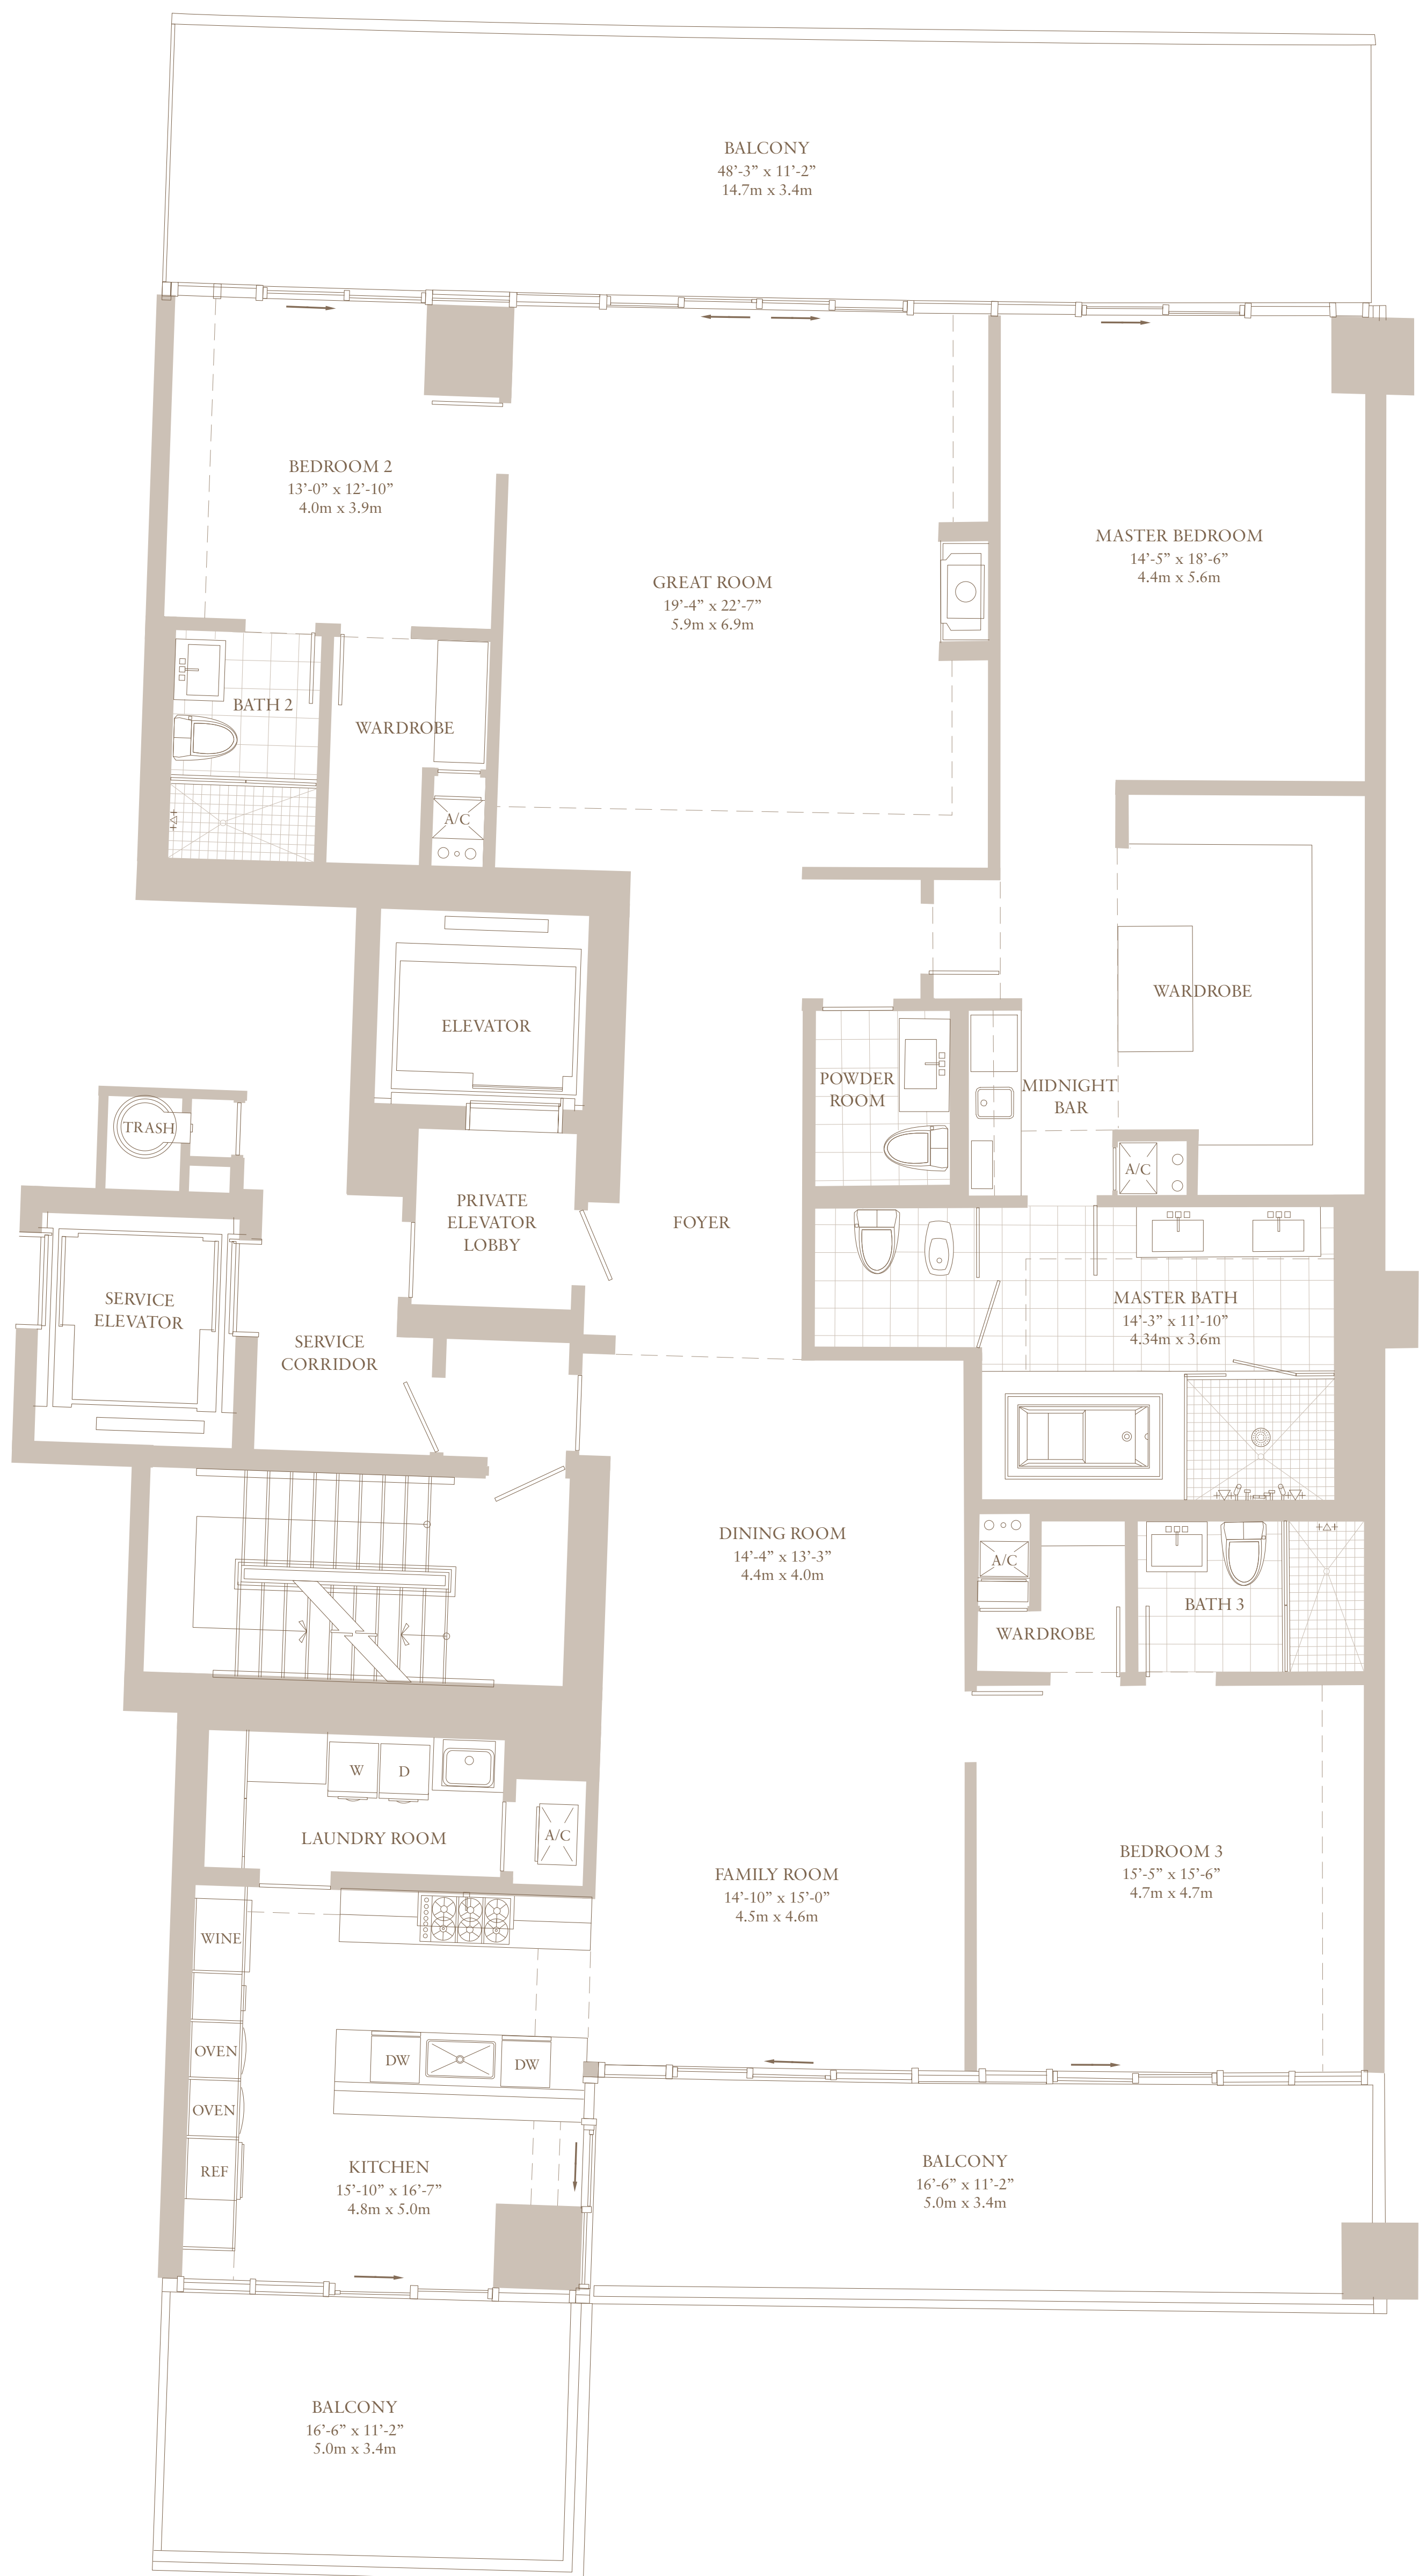 BALCONY
48’-3” x 11’-2”
14.7m x 3.4m
BEDROOM 2
13’-0” x 12’-10”
4.0m x 3.9m
GREAT ROOM
19’-4” x 22’-7”
5.9m x 6.9m
MASTER BEDROOM
14’-5” x 18’-6”
4.4m x 5.6m
BATH 2
WARDROBE
A/C
ELEVATOR
WARDROBE
POWDER
ROOM
MIDNIGHT
BAR
A/C
TRASH
PRIVATE
ELEVATOR
LOBBY
FOYER
SERVICE
ELEVATOR
SERVICE
CORRIDOR
MASTER BATH
14’-3” x 11’-10”
4.34m x 3.6m
DINING ROOM
14’-4” x 13’-3”
4.4m x 4.0m
A/C
WARDROBE
BATH 3
W
D
LAUNDRY ROOM
A/C
FAMILY ROOM
14’-10” x 15’-0”
4.5m x 4.6m
BEDROOM 3
15’-5” x 15’-6”
4.7m x 4.7m
WINE
OVEN
OVEN
REF
DW
DW
KITCHEN
15’-10” x 16’-7”
4.8m x 5.0m
BALCONY
16’-6” x 11’-2”
5.0m x 3.4m
BALCONY
16’-6” x 11’-2”
5.0m x 3.4m